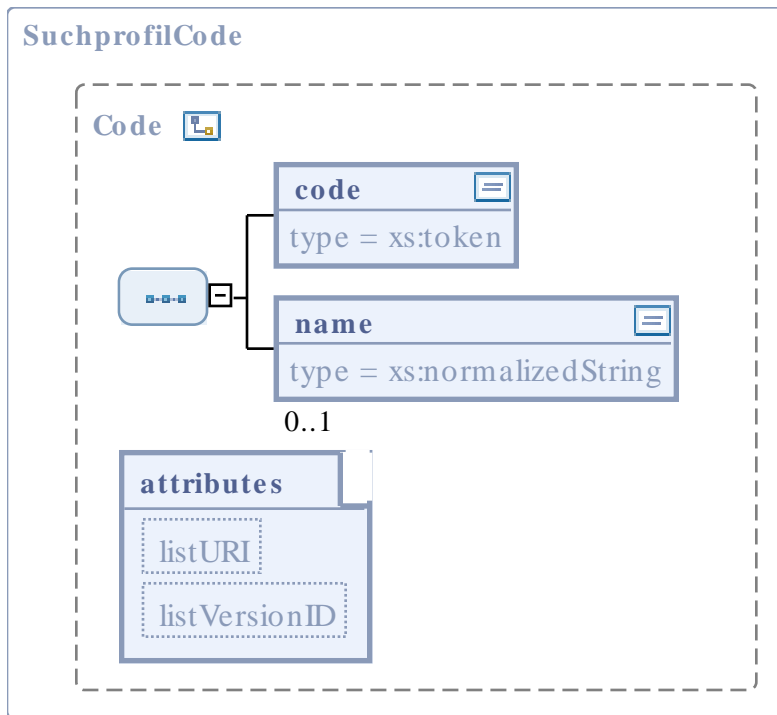 SuchprofilCode
Code
code
type = xs:token
name
type = xs:normalizedString
0..1
attributes
listURI
listVersionID